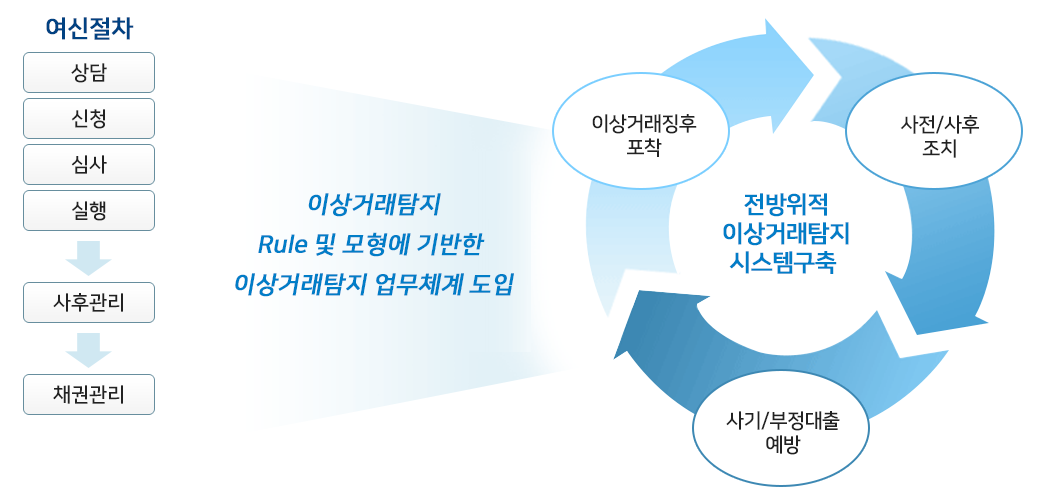 여신절차
상담
신청
심사
실행
사후관리
채권관리
이상거래탐지
Rule 및 모형에 기반한
이상거래탐지 업무체계 도입
이상거래징후
포착
사전/사후
조치
전방위적
이상거래탐지
시스템구축
사기/부정대출
예방